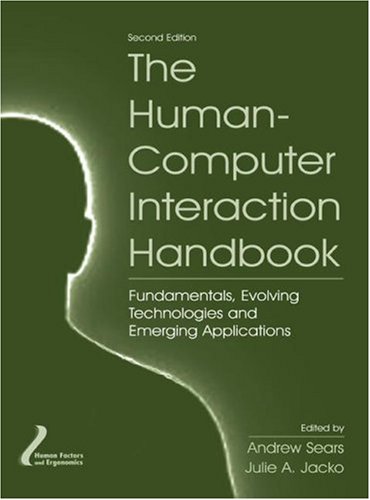 Second Edition
The
Human-
Computer
Interaction
Handbook
Fundamentals, Evolving
Technologies and
Emerging Applications
Edited by
Andrew Sears
Julie A. Jacko
Human Factors
and Ergonomics